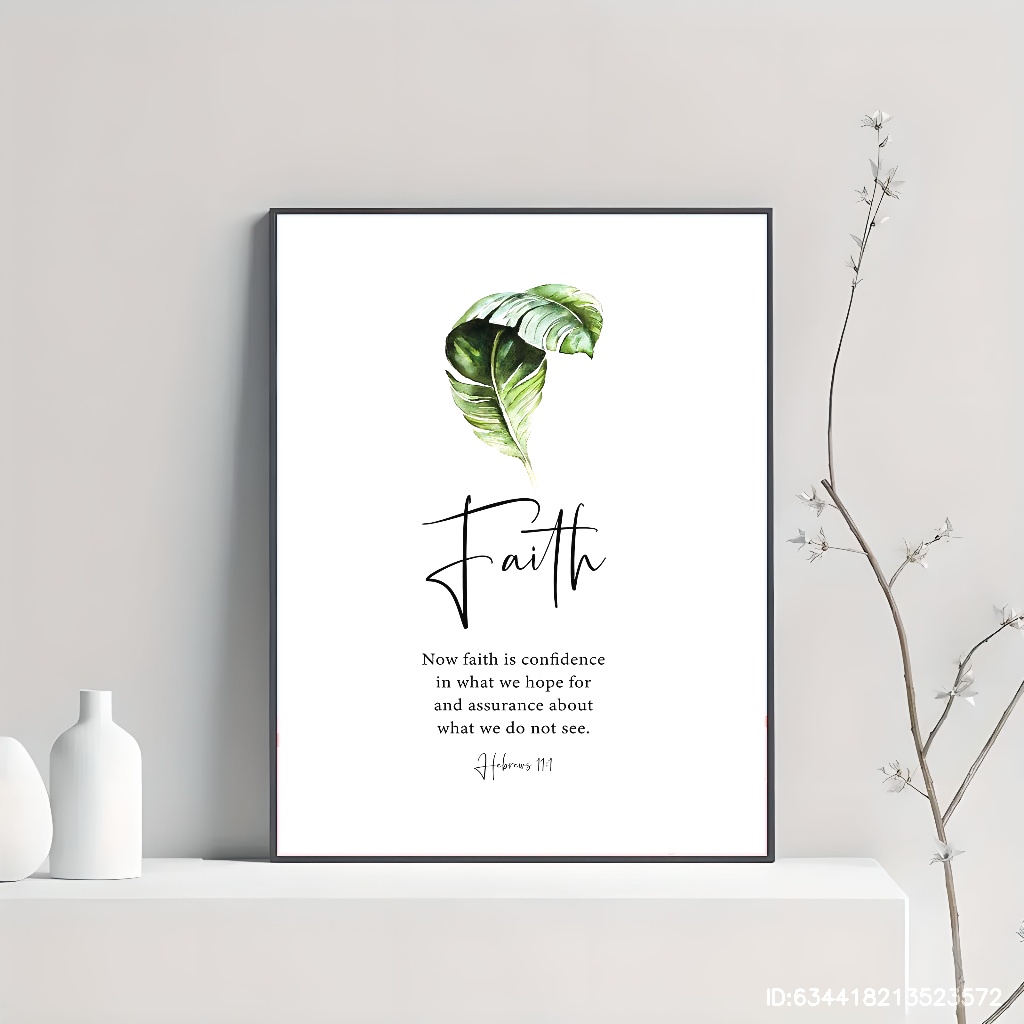 Faith
Now faith is confidence
in what we hope for
and assurance about
what we do not see.
Hebrews 11:1
ID:634418213523572